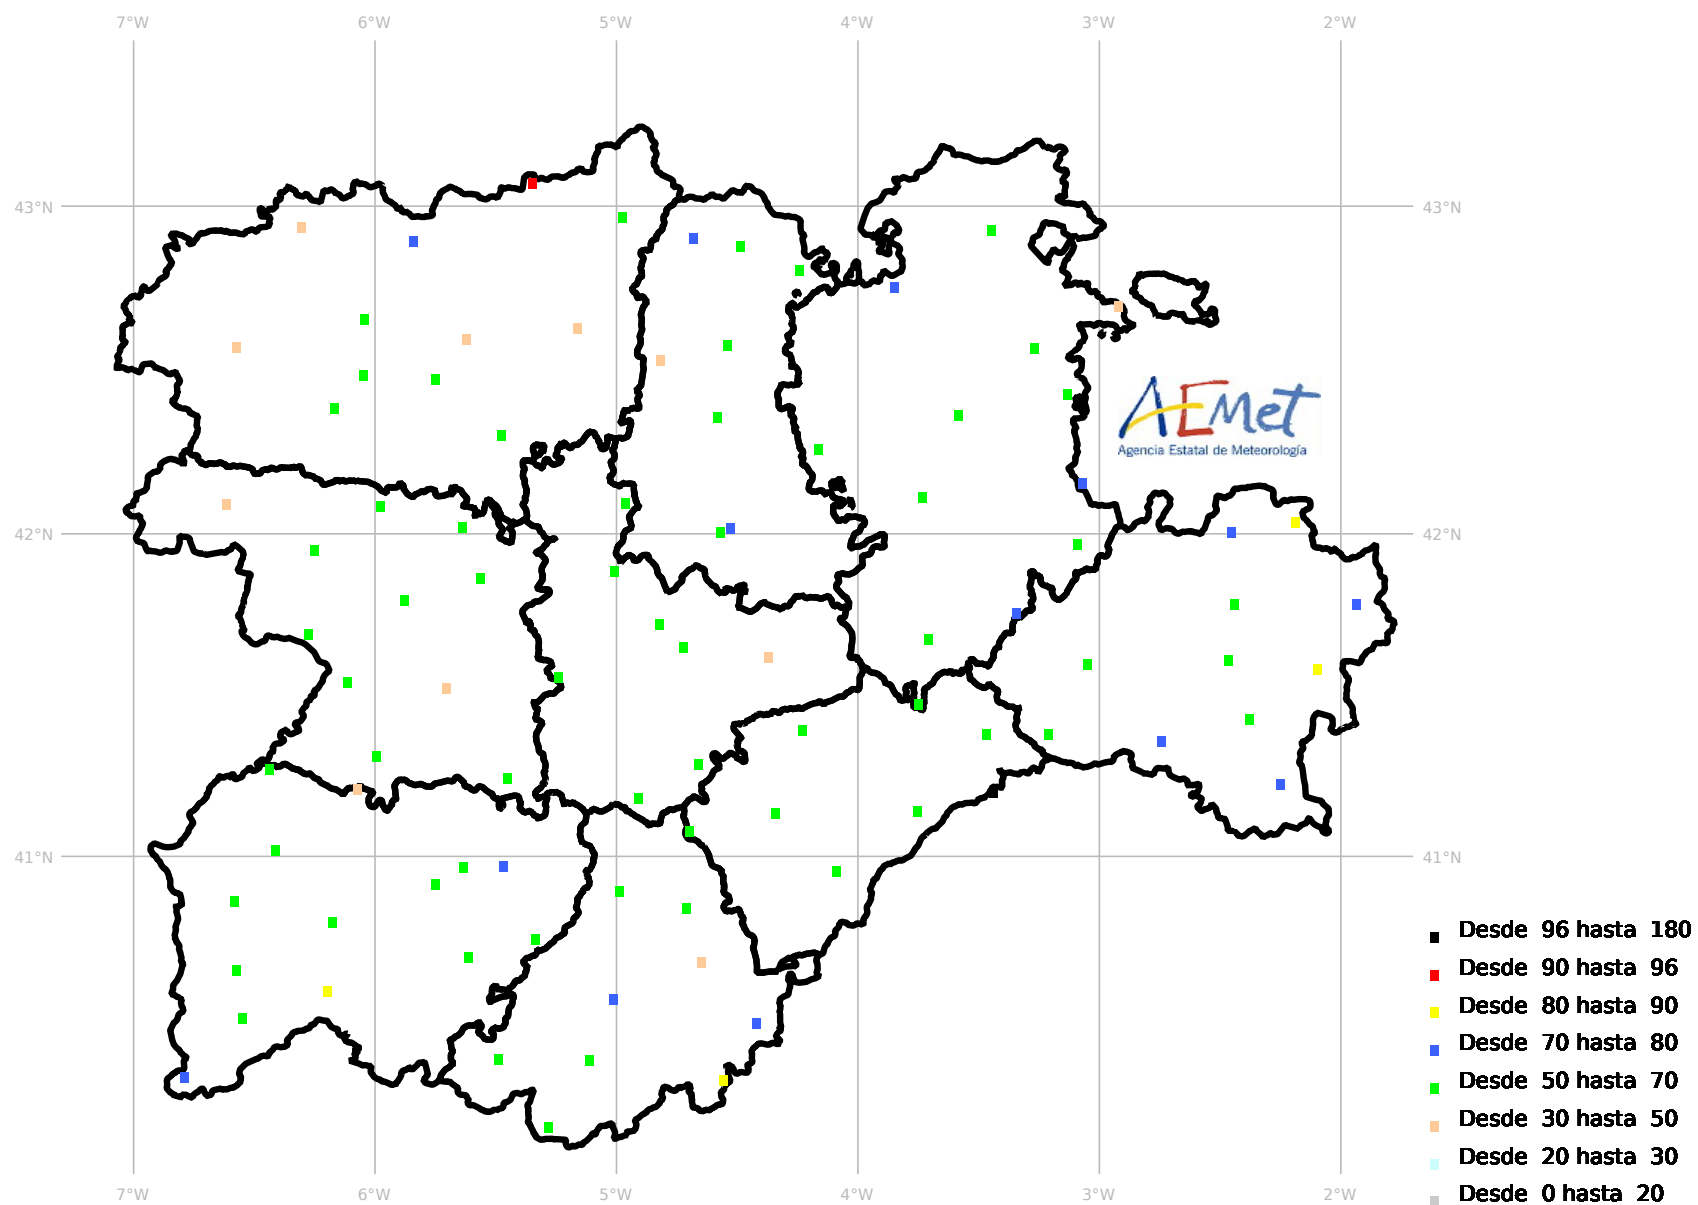 7°W 6°W 5°W 4°W 3°W 2°W
43°N 43°N
AEMet
Agencia Estatal de Meteorología
42°N 42°N
41°N 41°N
Desde 96 hasta 180
Desde 90 hasta 96
Desde 80 hasta 90
Desde 70 hasta 80
Desde 50 hasta 70
Desde 30 hasta 50
Desde 20 hasta 30
Desde 0 hasta 20
7°W 6°W 5°W 4°W 3°W 2°W